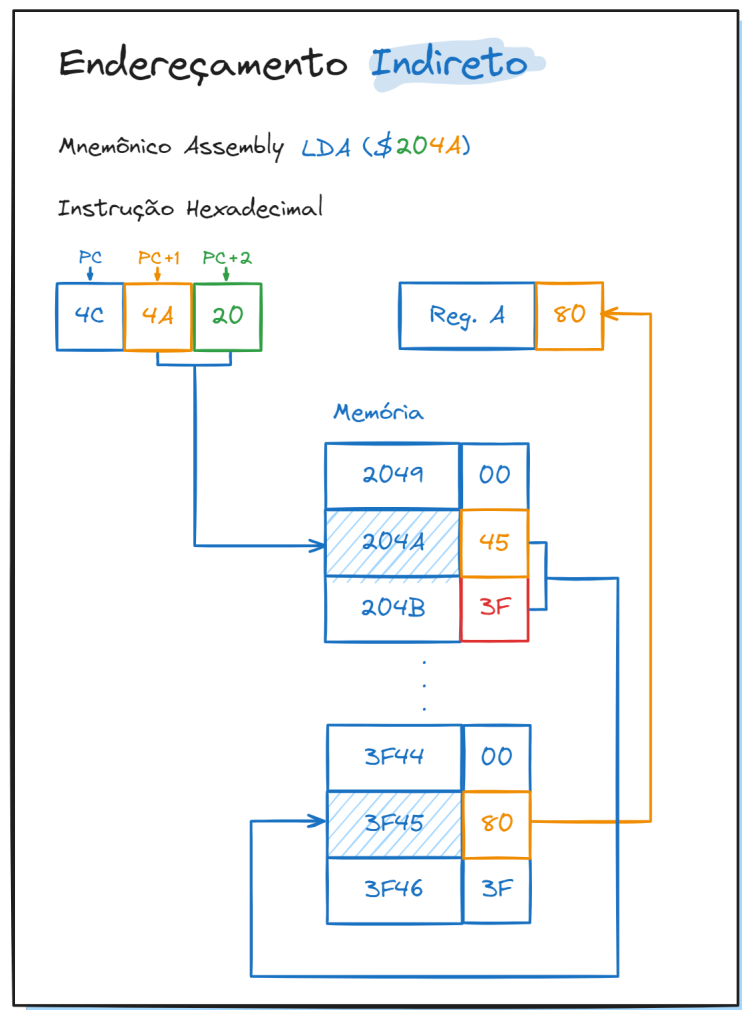 Endereçamento Indireto
Mnemônico Assembly LDA ($204A)
Instrução Hexadecimal
PC PC+1 PC+2
4C 4A 20
Reg. A 80
Memória
2049 00
204A 45
204B 3F
.
.
.
3F44 00
3F45 80
3F46 3F